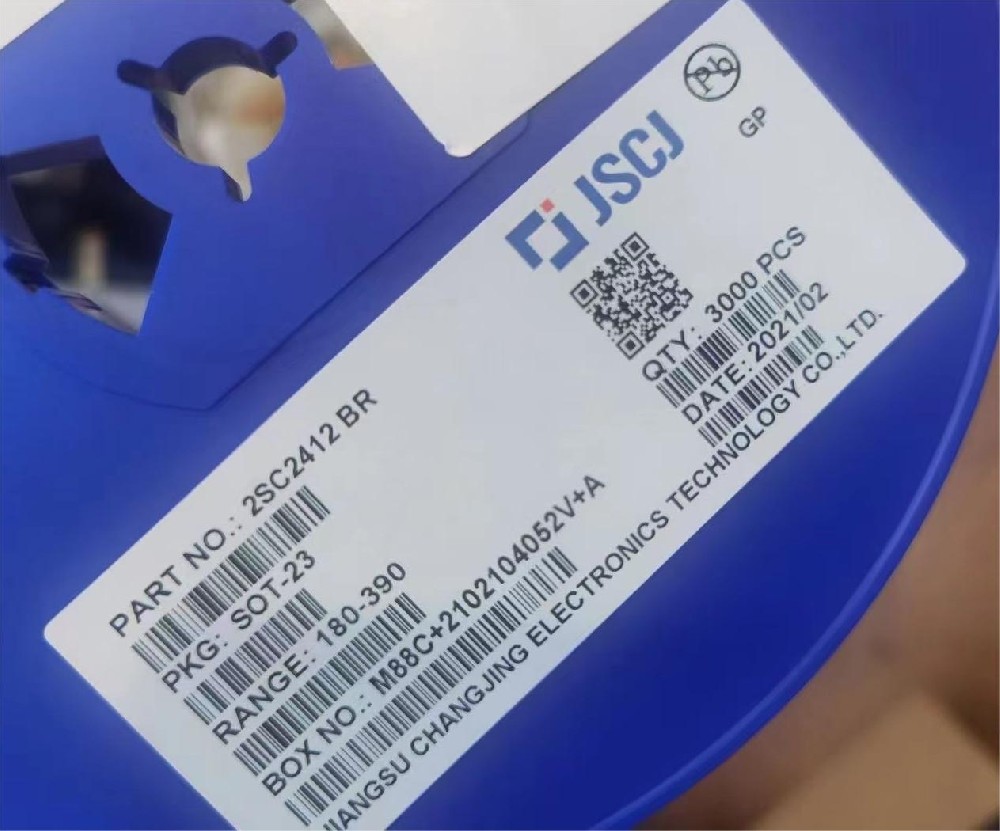 Pb
GP
JSCJ
QTY: 3000 PCS
DATE: 2021/02
PART NO.: 2SC2412 BR
PKG: SOT-23
RANGE: 180-390
BOX NO.: M88C+2102104052V+A
JIANGSU CHANGJING ELECTRONICS TECHNOLOGY CO.,LTD.